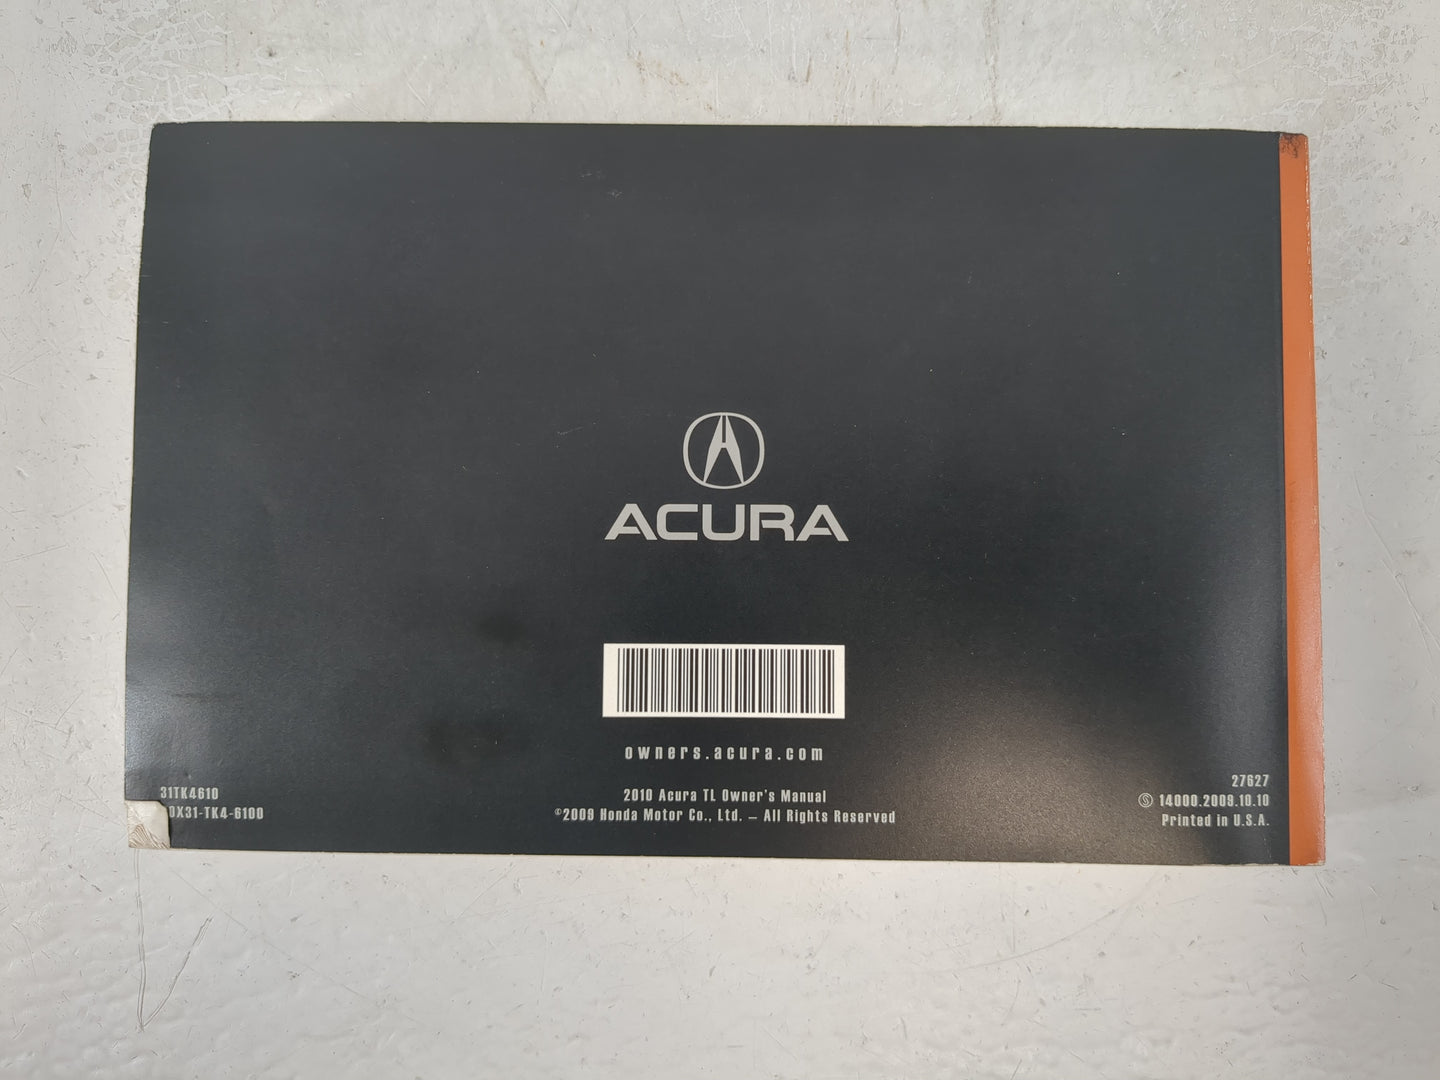 ACURA
owners.acura.com
31TK4610
2010 Acura TL Owner's Manual
©2009 Honda Motor Co., Ltd. – All Rights Reserved
27627
Ⓢ 14000.2009.10.10
Printed in U.S.A.